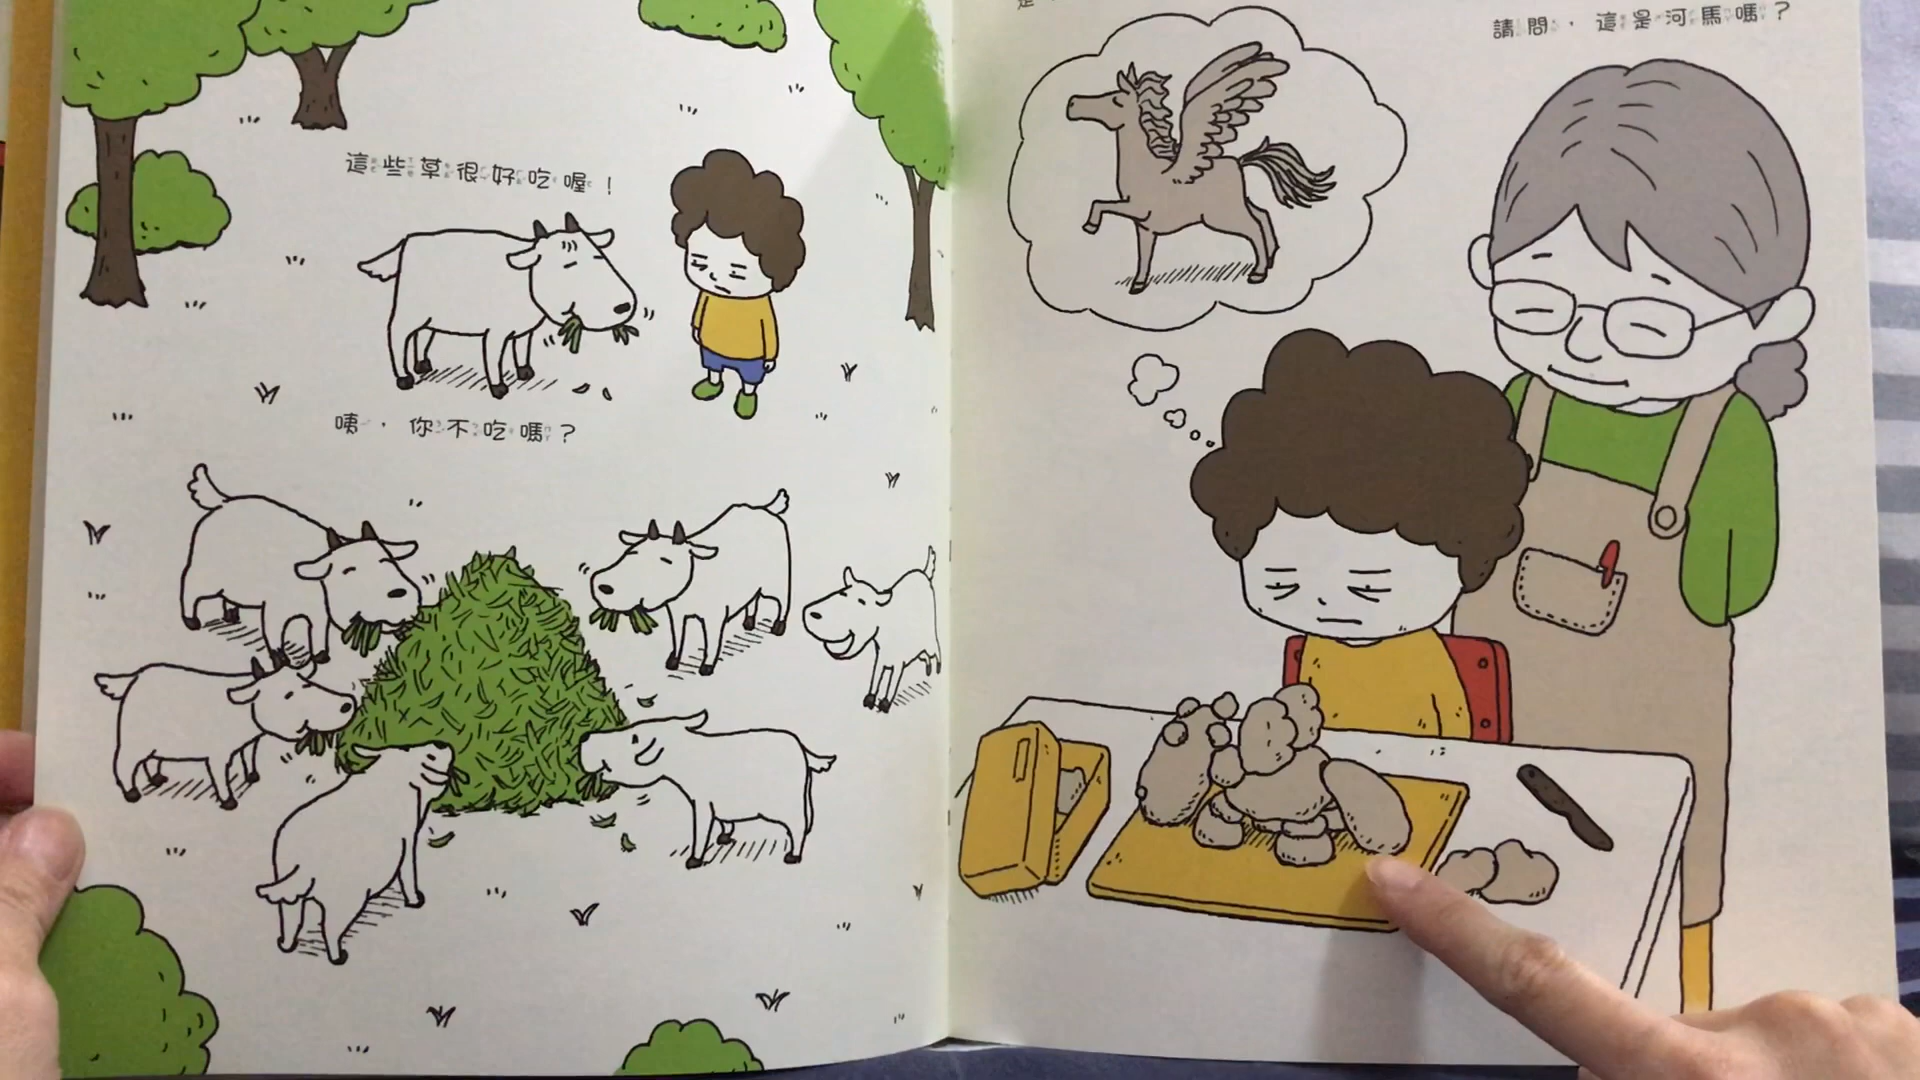 這些草很好吃喔！
咦，你不吃嗎？
是
請問，這是河馬嗎？